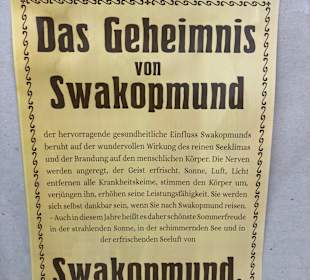 Das Geheimnis
von
Swakopmund
der hervorragende gesundheitliche Einfluss Swakopmunds
beruht auf der wundervollen Wirkung des reinen Seeklimas
und der Brandung auf den menschlichen Körper. Die Nerven
werden angeregt, der Geist erfrischt. Sonne, Luft, Licht
entfernen alle Krankheitskeime, stimmen den Körper um,
verjüngen ihn, erhöhen seine Leistungsfähigkeit. Sie werden
sich selbst dankbar sein, wenn Sie nach Swakopmund reisen.
- Auch in diesem Jahre heißt es daher schönste Sommerfreude
in der strahlenden Sonne, in der schimmernden See und in
der erfrischenden Seeluft von
Swakopmund